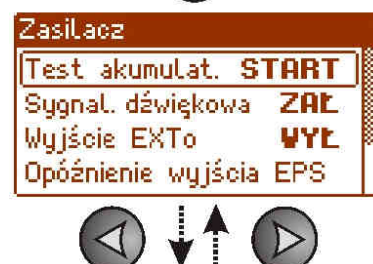 Zasilacz
Test akumulat. START
Sygnal. dźwiękowa ZAŁ
Wyjście EXTo WYŁ
Opóźnienie wyjścia EPS